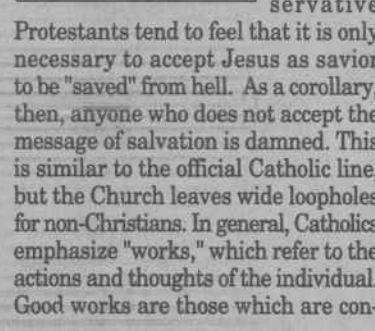 servative
Protestants tend to feel that it is only
necessary to accept Jesus as savior
to be "saved" from hell. As a corollary,
then, anyone who does not accept the
message of salvation is damned. This
is similar to the official Catholic line,
but the Church leaves wide loopholes
for non-Christians. In general, Catholics
emphasize "works," which refer to the
actions and thoughts of the individual.
Good works are those which are con-